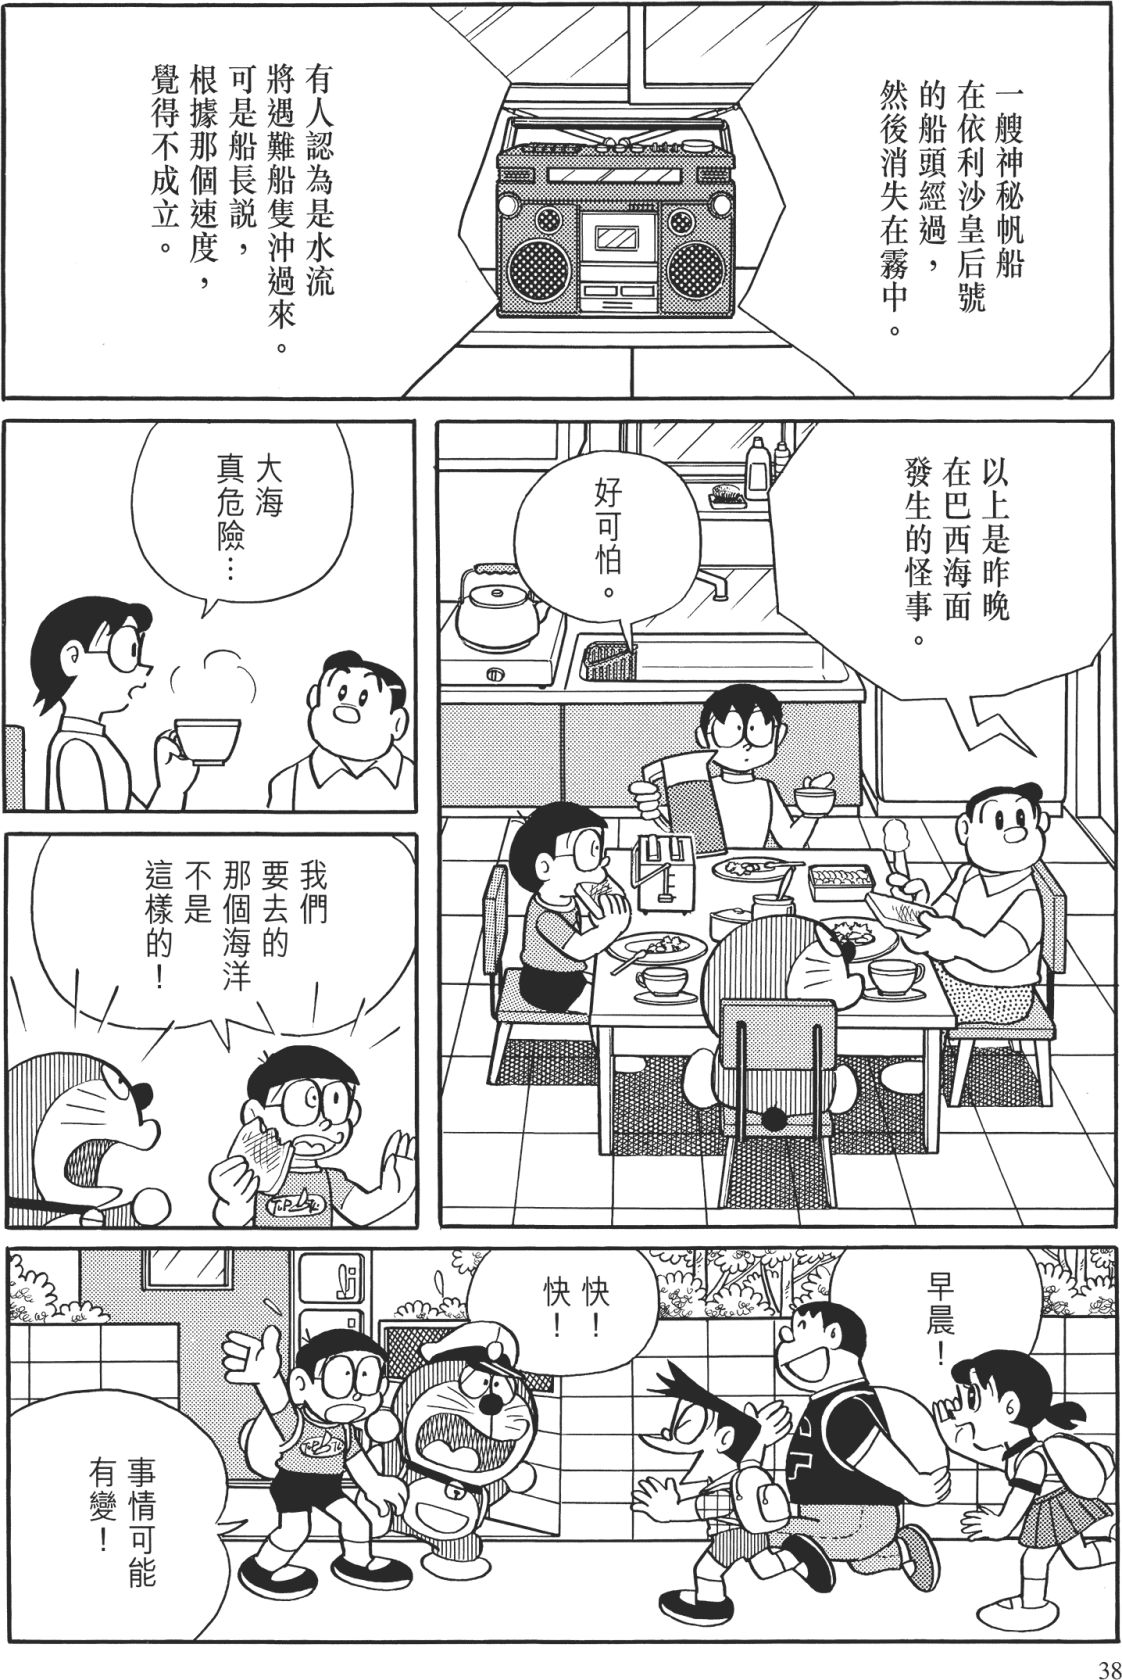 一艘神秘帆船
在依利沙皇后號
的船頭經過，
然後消失在霧中。
有人認為是水流
將遇難船隻沖過來。
可是船長説，
根據那個速度，
覺得不成立。
以上是昨晚
在巴西海面
發生的怪事。
好可怕。
大海
真危險…
我們
要去的
那個海洋
不是
這樣的！
早晨！
快！
快！
事情可能
有變！
38